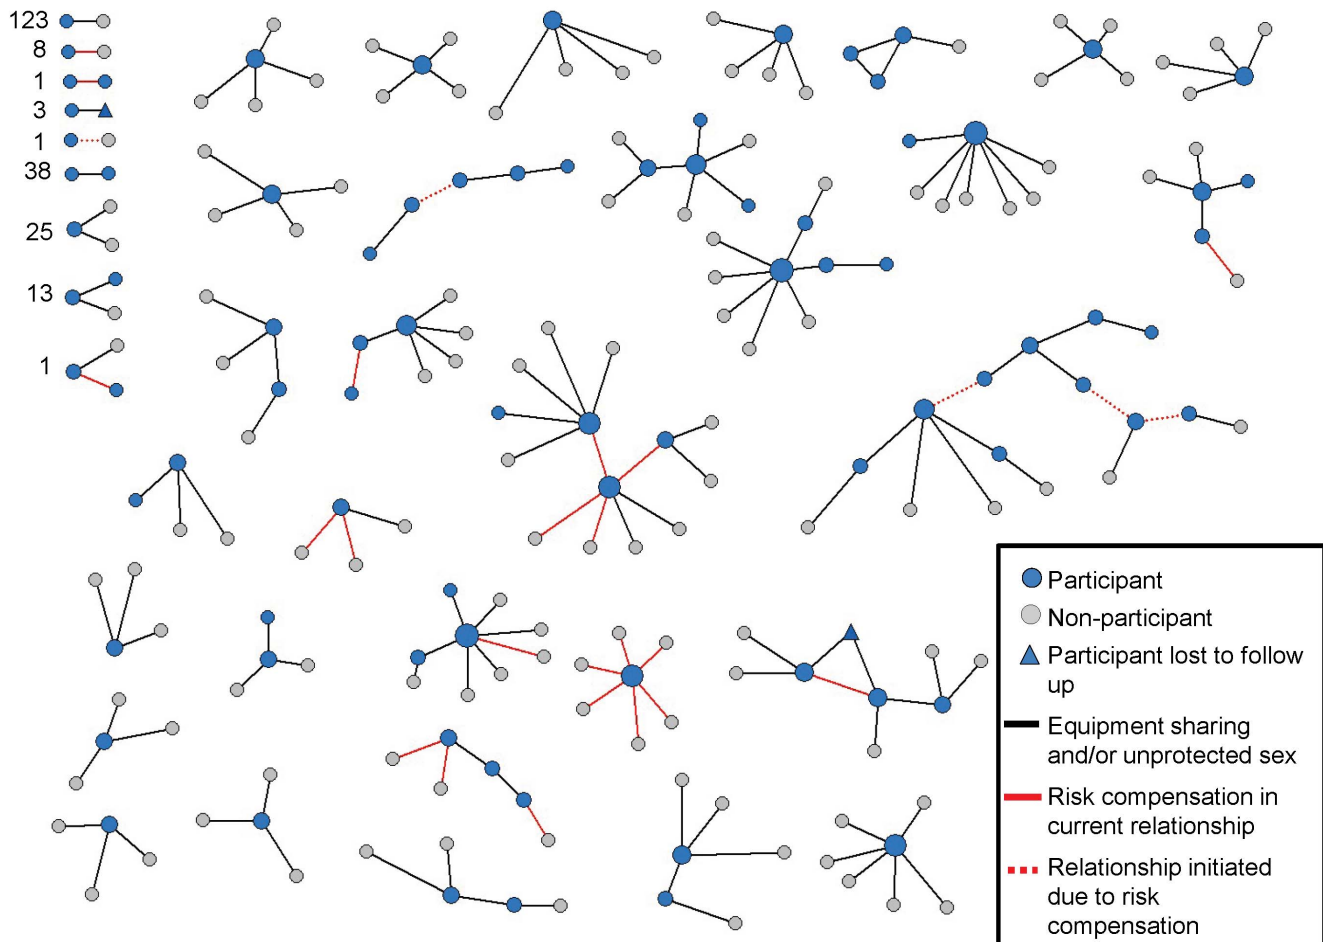 123
8
1
3
1
38
25
13
1
Participant
Non-participant
Participant lost to follow
up
Equipment sharing
and/or unprotected sex
Risk compensation in
current relationship
Relationship initiated
due to risk
compensation